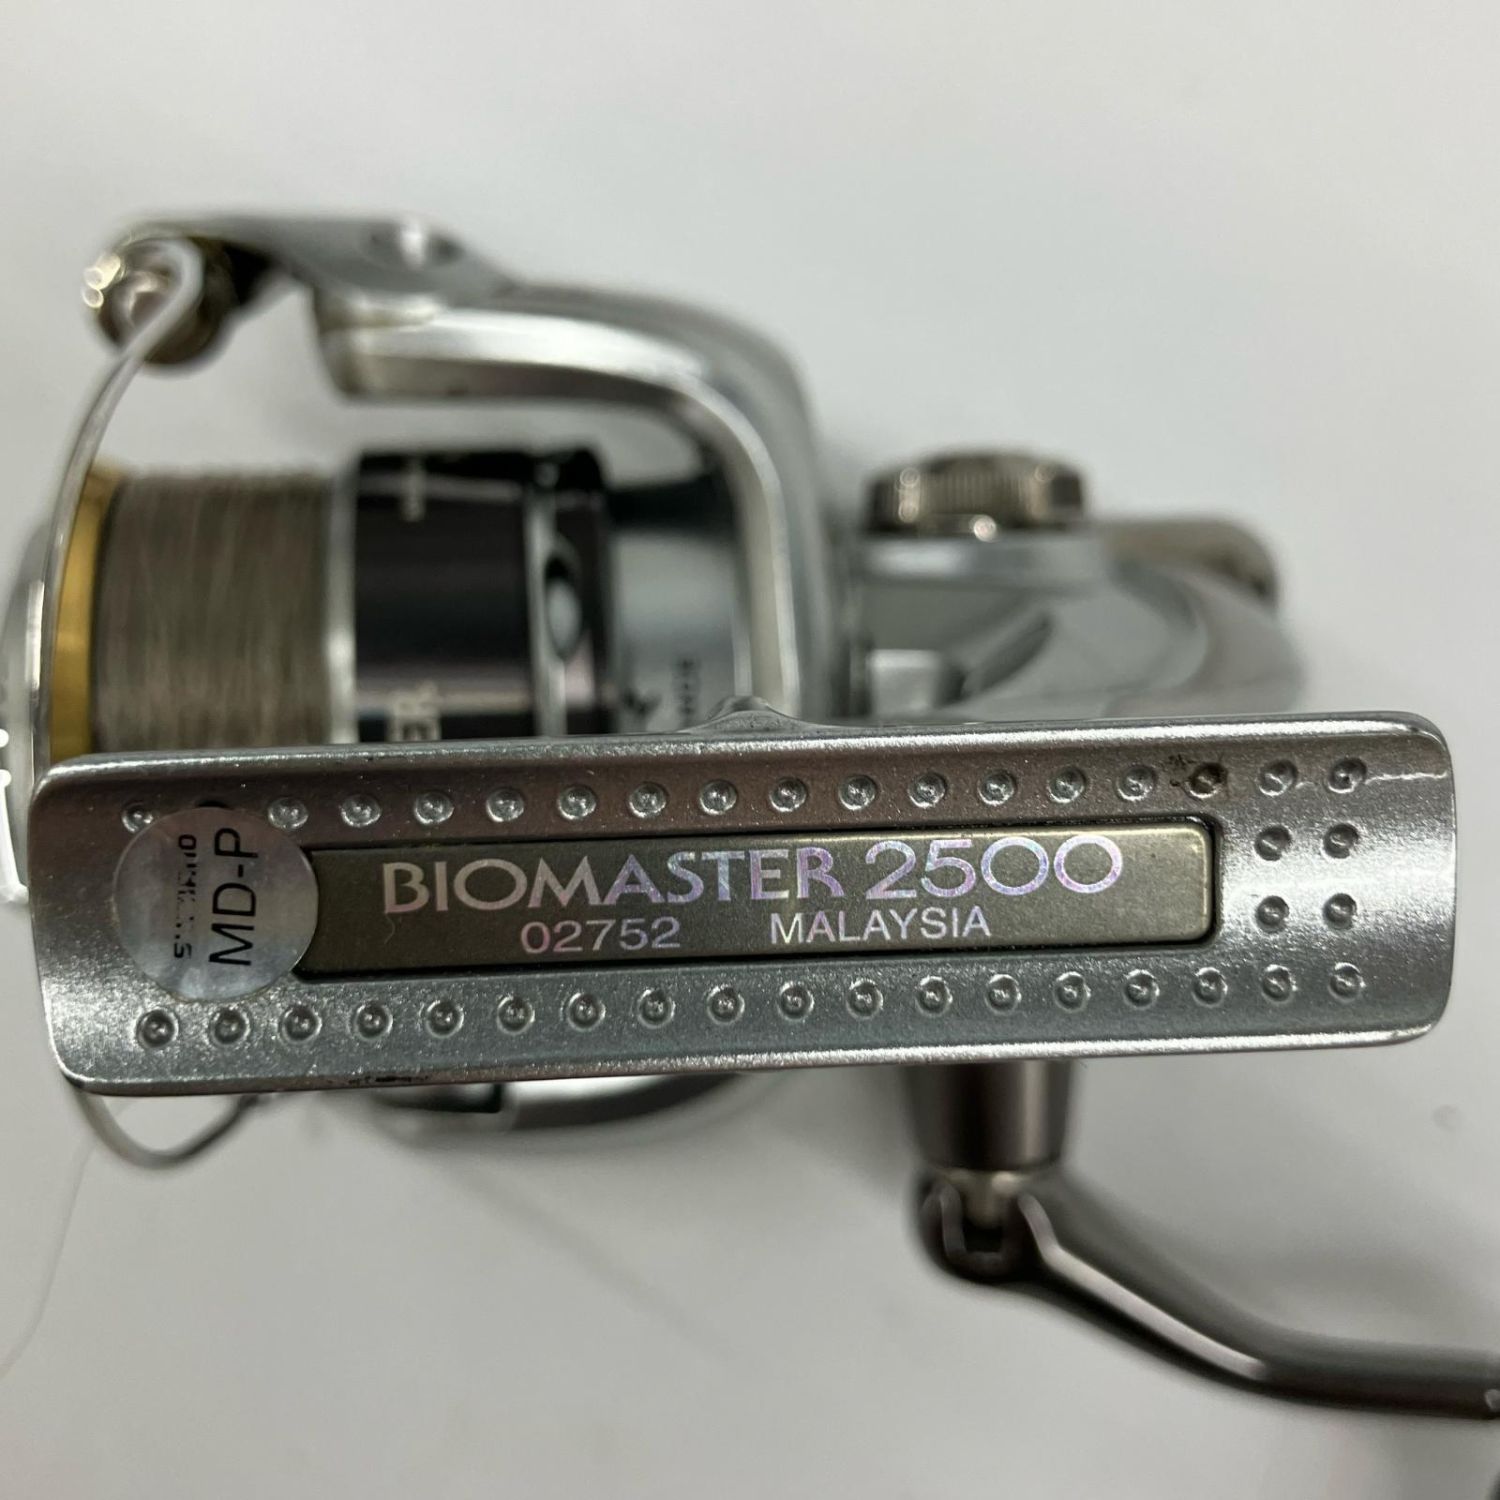 BIOMASTER 2500
02752 MALAYSIA
MD-P